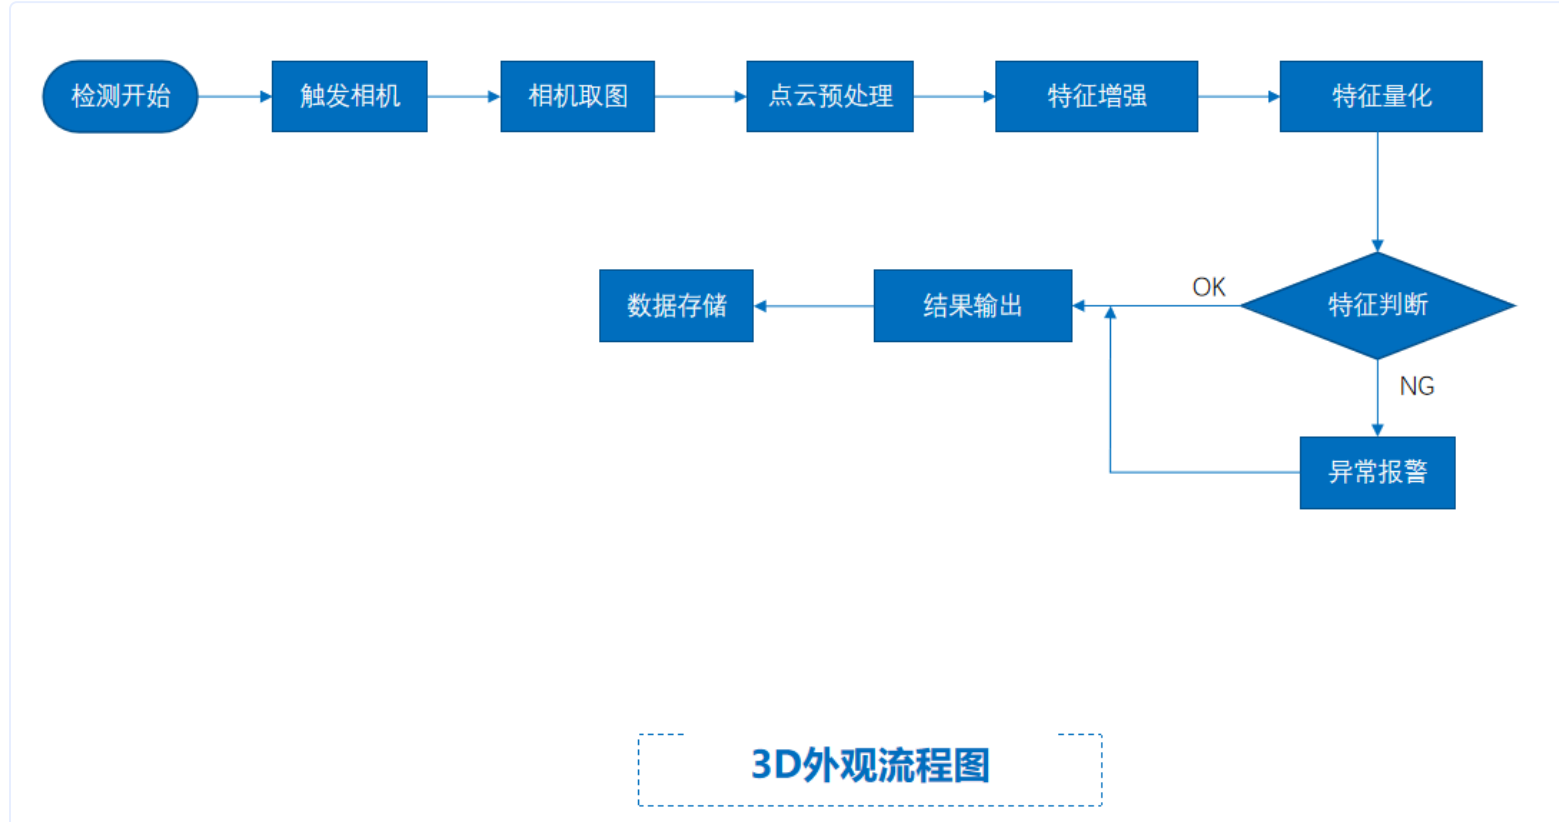 检测开始
触发相机
相机取图
点云预处理
特征增强
特征量化
特征判断
OK
结果输出
数据存储
NG
异常报警
3D外观流程图